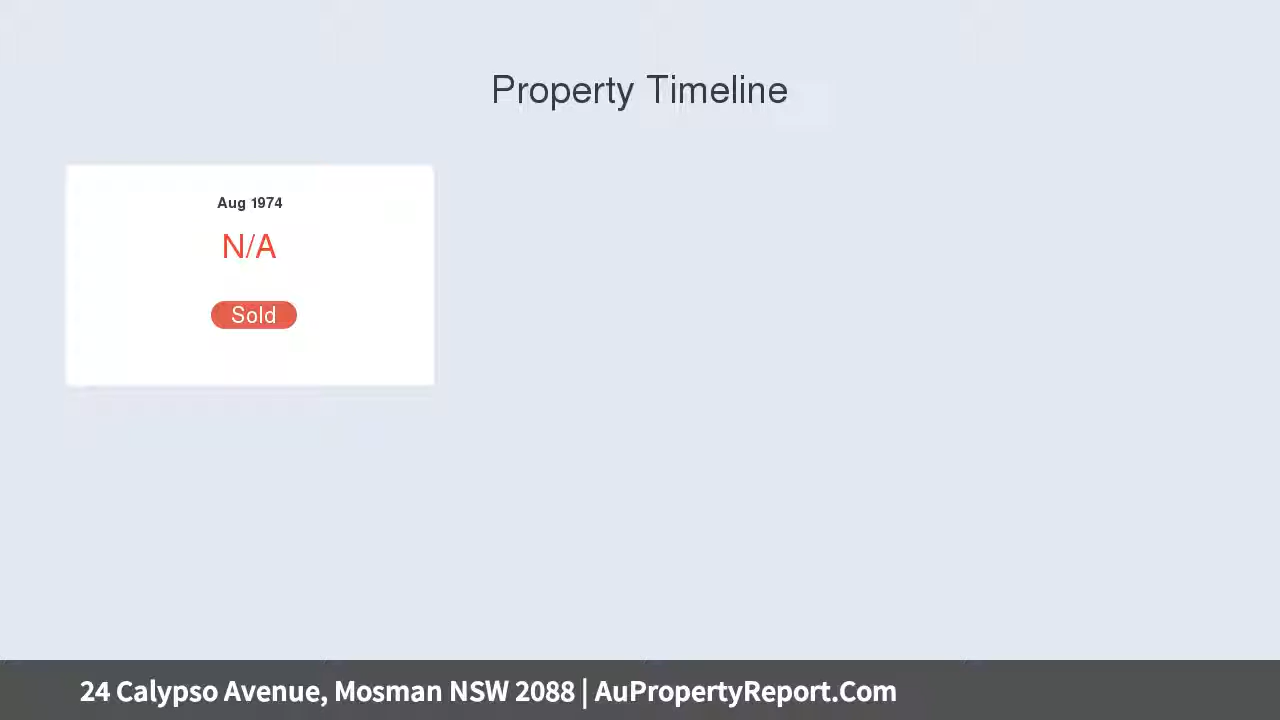 Property Timeline
Aug 1974
N/A
Sold
24 Calypso Avenue, Mosman NSW 2088 | AuPropertyReport.Com